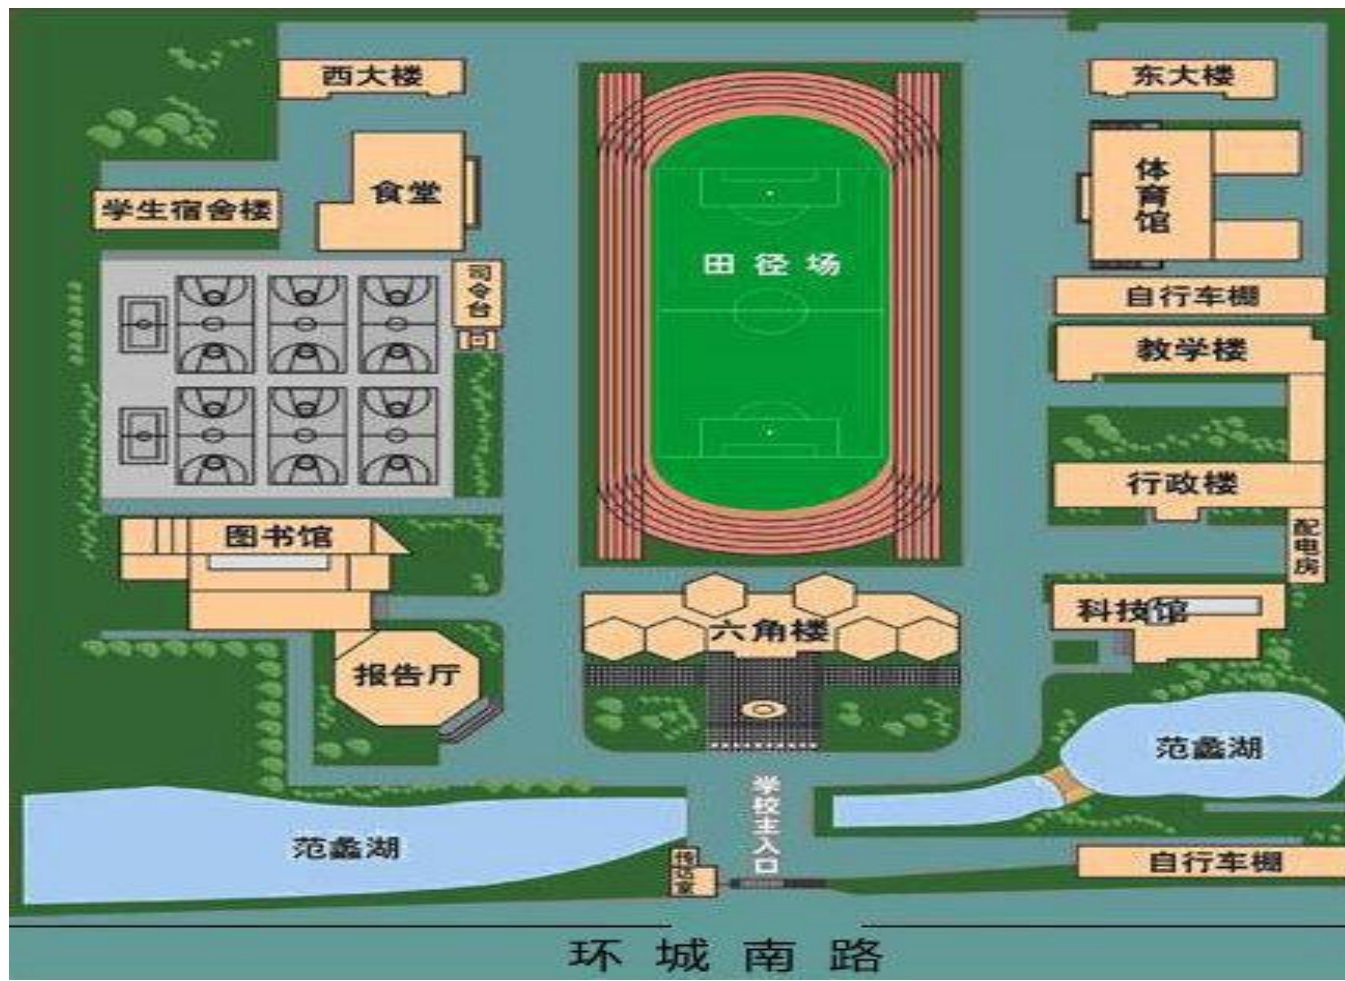 西大楼
东大楼
食堂
体育馆
学生宿舍楼
田径场
司令台
自行车棚
教学楼
行政楼
图书馆
配电房
科技馆
六角楼
报告厅
范蠡湖
学校主入口
范蠡湖
传达室
自行车棚
环城南路